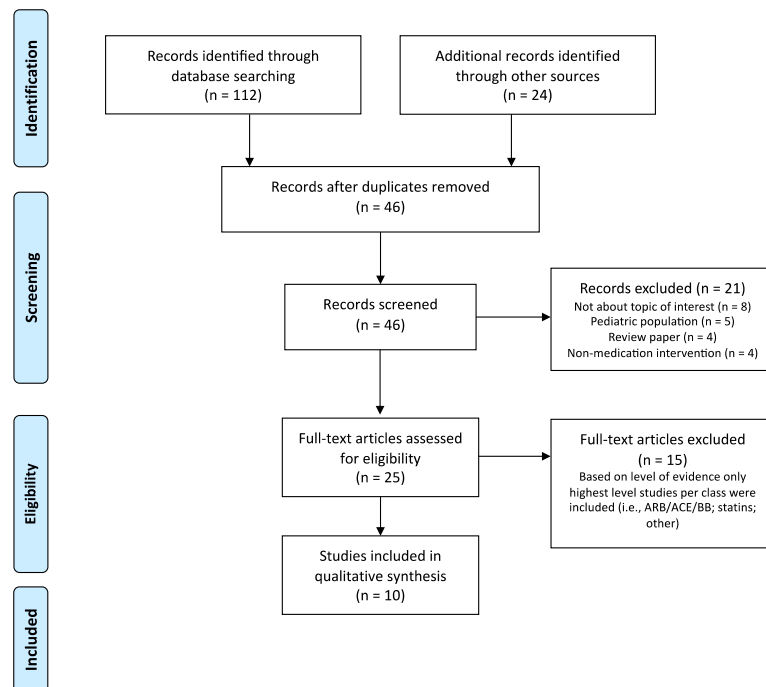 Identification
Records identified through
database searching
(n = 112)
Additional records identified
through other sources
(n = 24)
Records after duplicates removed
(n = 46)
Screening
Records screened
(n = 46)
Records excluded (n = 21)
Not about topic of interest (n = 8)
Pediatric population (n = 5)
Review paper (n = 4)
Non-medication intervention (n = 4)
Eligibility
Full-text articles assessed
for eligibility
(n = 25)
Full-text articles excluded
(n = 15)
Based on level of evidence only
highest level studies per class were
included (i.e., ARB/ACE/BB; statins;
other)
Studies included in
qualitative synthesis
(n = 10)
Included